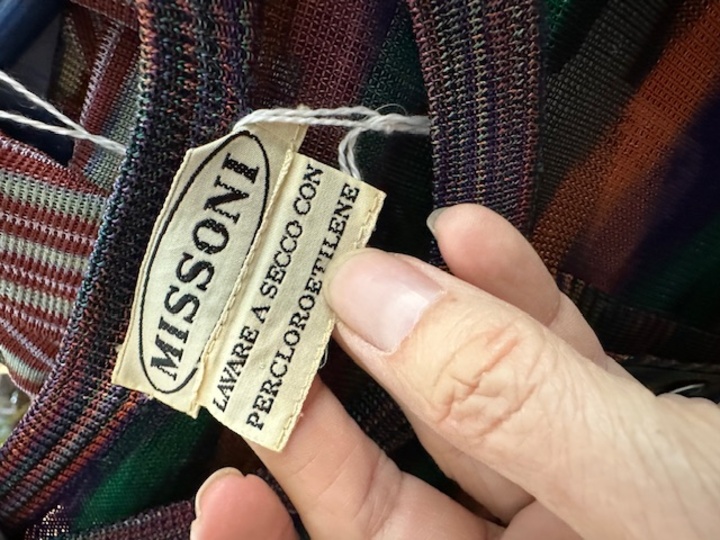 MISSONI
LAVARE A SECCO CON
PERCLOROETILENE